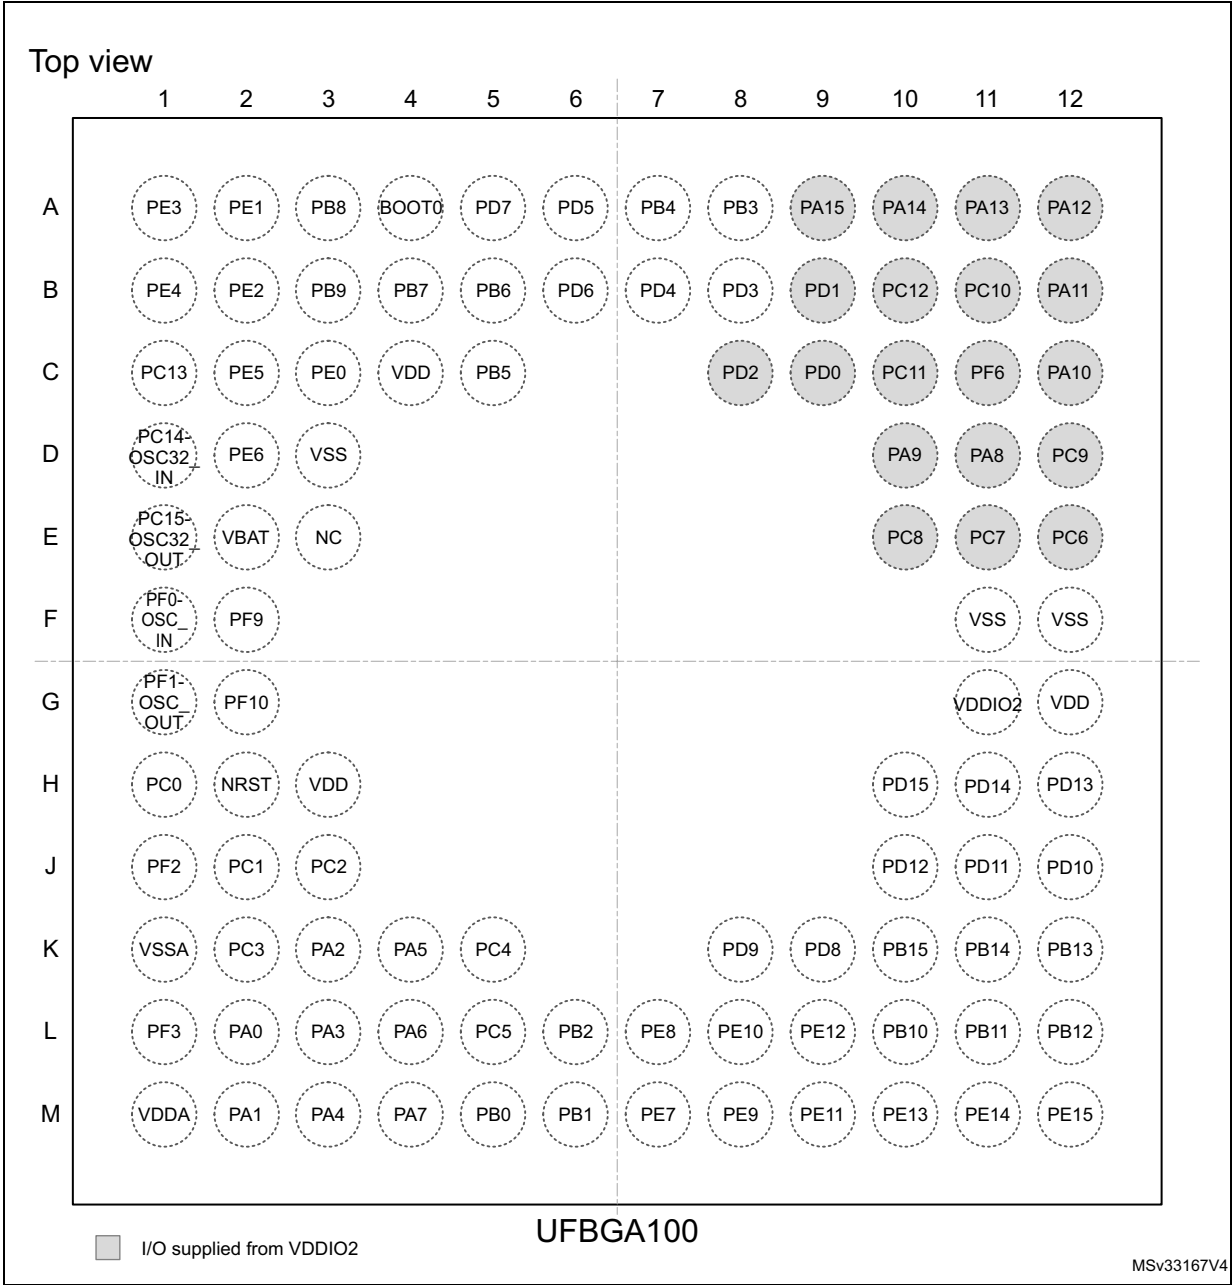 Top view
1 2 3 4 5 6 7 8 9 10 11 12
A PE3 PE1 PB8 BOOT0 PD7 PD5 PB4 PB3 PA15 PA14 PA13 PA12
B PE4 PE2 PB9 PB7 PB6 PD6 PD4 PD3 PD1 PC12 PC10 PA11
C PC13 PE5 PE0 VDD PB5 PD2 PD0 PC11 PF6 PA10
D PC14-OSC32_IN PE6 VSS PA9 PA8 PC9
E PC15-OSC32_OUT VBAT NC PC8 PC7 PC6
F PF0-OSC_IN PF9 VSS VSS
G PF1-OSC_OUT PF10 VDDIO2 VDD
H PC0 NRST VDD PD15 PD14 PD13
J PF2 PC1 PC2 PD12 PD11 PD10
K VSSA PC3 PA2 PA5 PC4 PD9 PD8 PB15 PB14 PB13
L PF3 PA0 PA3 PA6 PC5 PB2 PE8 PE10 PE12 PB10 PB11 PB12
M VDDA PA1 PA4 PA7 PB0 PB1 PE7 PE9 PE11 PE13 PE14 PE15
UFBGA100
I/O supplied from VDDIO2
MSv33167V4